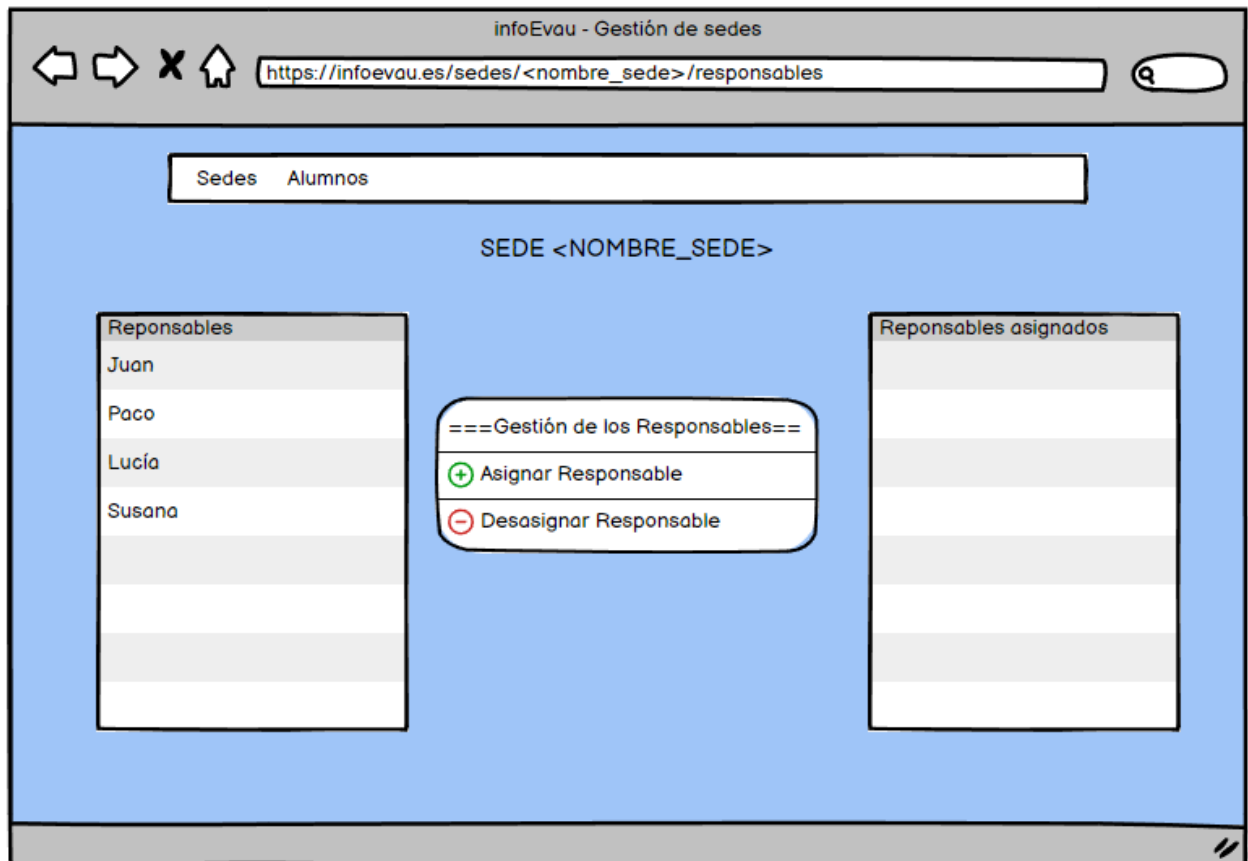 infoEvau - Gestión de sedes
https://infoevau.es/sedes/<nombre_sede>/responsables
Sedes Alumnos
SEDE <NOMBRE_SEDE>
Reponsables
Juan
Paco
Lucía
Susana
===Gestión de los Responsables==
Asignar Responsable
Desasignar Responsable
Reponsables asignados